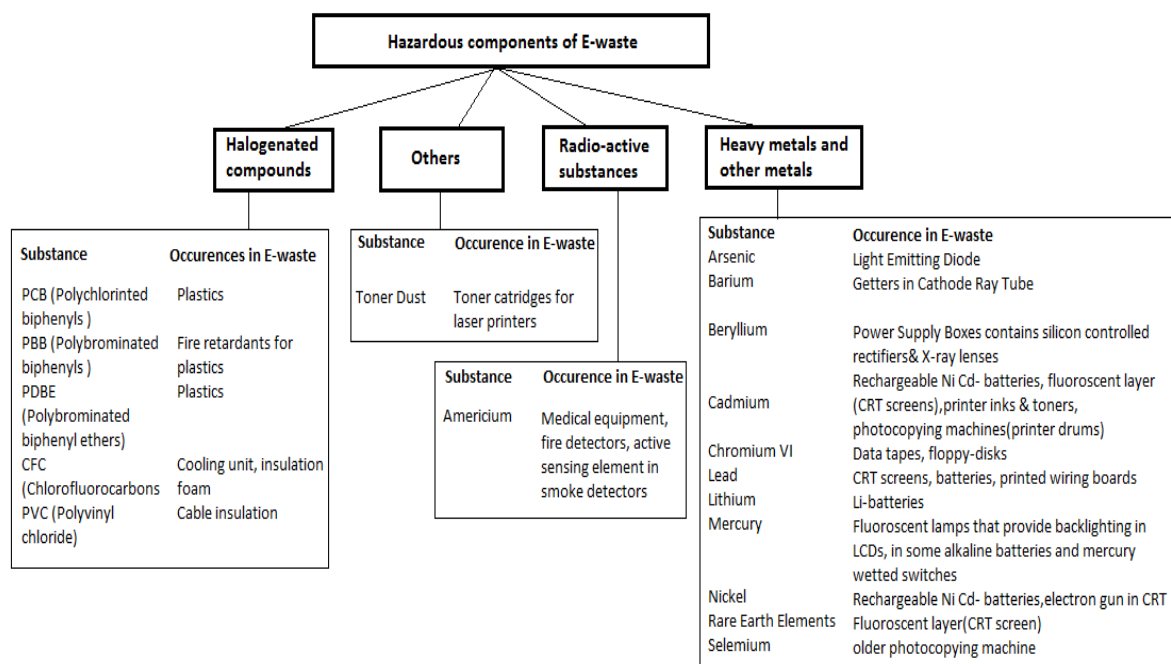 Hazardous components of E-waste
Halogenated
compounds
Others
Radio-active
substances
Heavy metals and
other metals
Substance Occurences in E-waste
PCB ( Polychlorinted Plastics
biphenyls )
PBB (Polybrominated Fire retardants for
biphenyls ) plastics
PDBE Plastics
(Polybrominated
biphenyl ethers)
CFC Cooling unit, insulation
(Chlorofluorocarbons foam
PVC (Polyvinyl Cable insulation
chloride)
Substance Occurence in E-waste
Toner Dust Toner catridges for
laser printers
Substance Occurence in E-waste
Americium Medical equipment,
fire detectors, active
sensing element in
smoke detectors
Substance Occurence in E-waste
Arsenic Light Emitting Diode
Barium Getters in Cathode Ray Tube
Beryllium Power Supply Boxes contains silicon controlled
rectifiers& X-ray lenses
Rechargeable Ni Cd- batteries, fluoroscent layer
Cadmium (CRT screens),printer inks & toners,
photocopying machines(printer drums)
Chromium VI Data tapes, floppy-disks
Lead CRT screens, batteries, printed wiring boards
Lithium Li-batteries
Mercury Fluoroscent lamps that provide backlighting in
LCDs, in some alkaline batteries and mercury
wetted switches
Nickel Rechargeable Ni Cd- batteries,electron gun in CRT
Rare Earth Elements Fluoroscent layer(CRT screen)
Selemium older photocopying machine